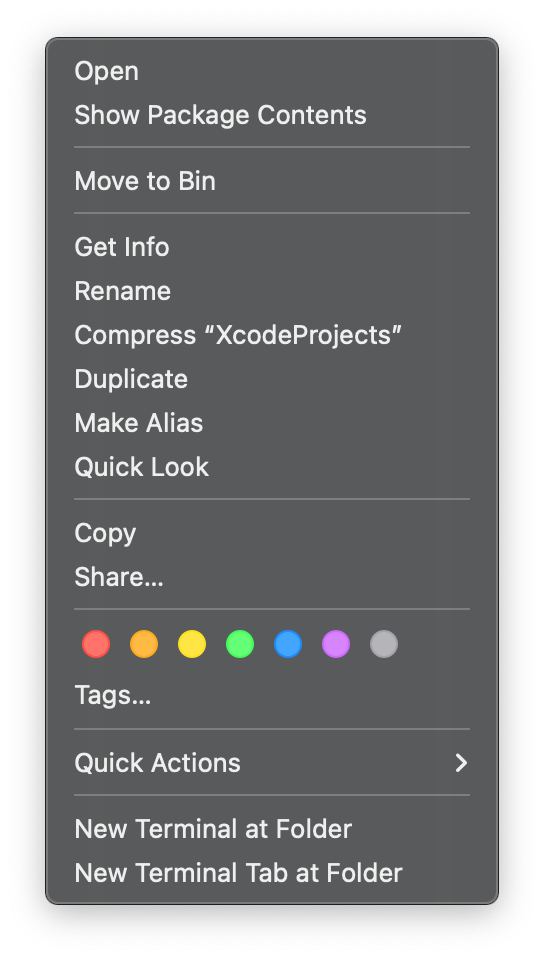 Open
Show Package Contents
Move to Bin
Get Info
Rename
Compress “XcodeProjects”
Duplicate
Make Alias
Quick Look
Copy
Share...
Tags...
Quick Actions
New Terminal at Folder
New Terminal Tab at Folder